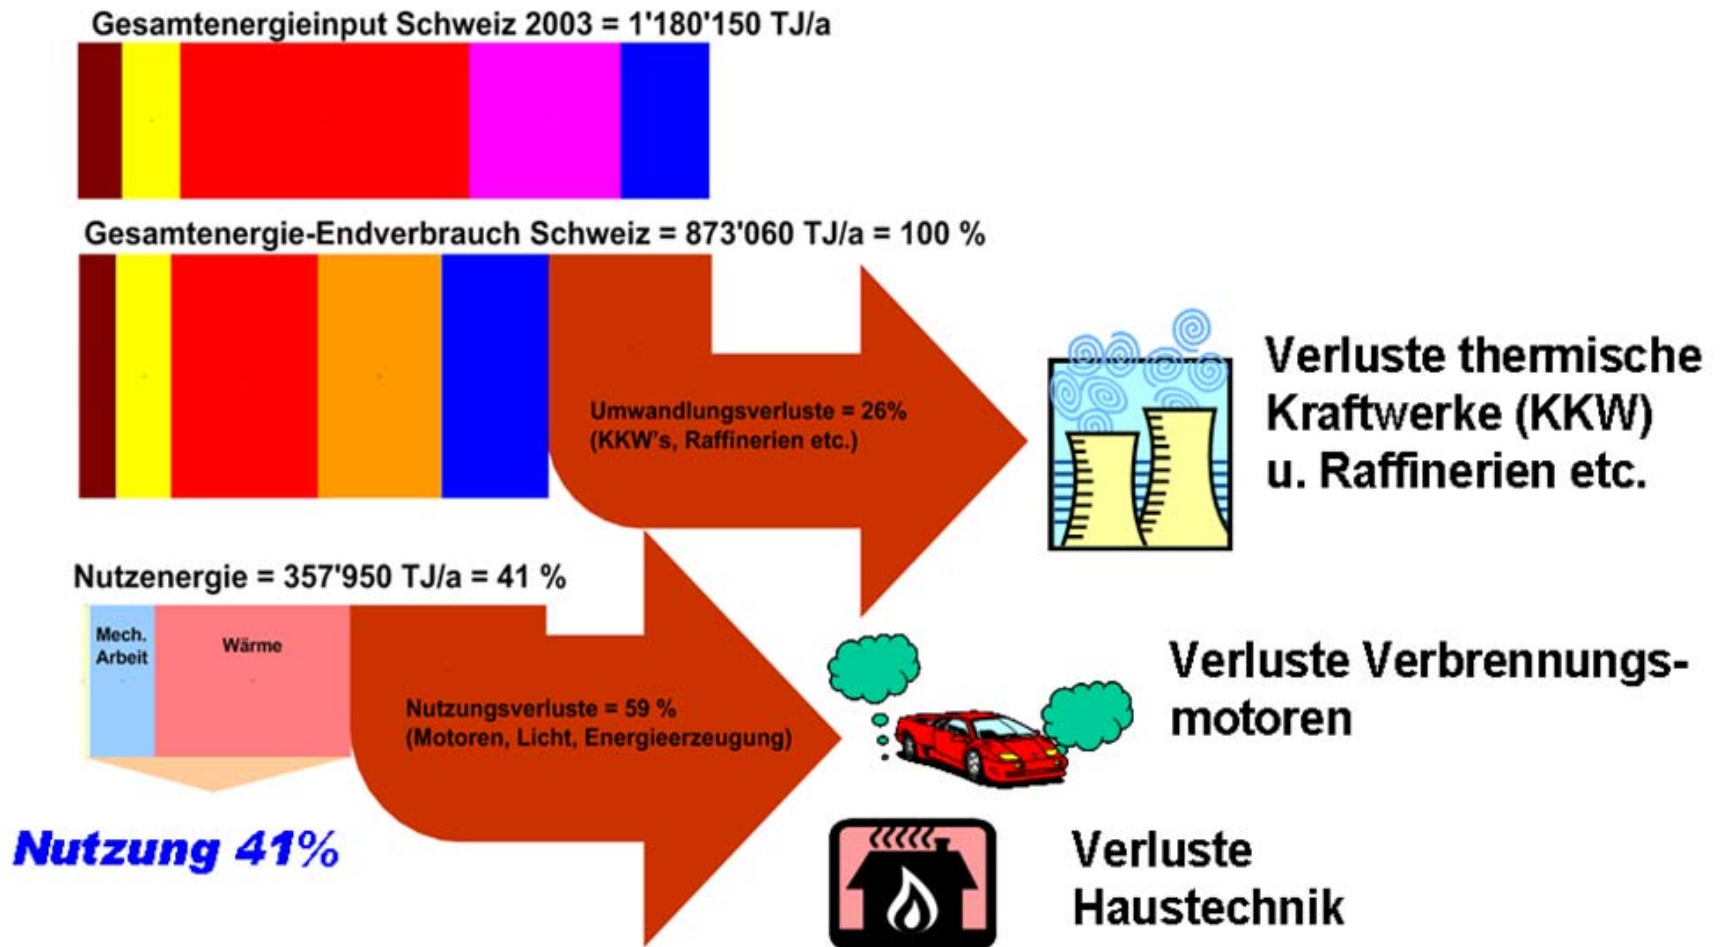 Gesamtenergieinput Schweiz 2003 = 1'180'150 TJ/a
Gesamtenergie-Endverbrauch Schweiz = 873'060 TJ/a = 100 %
Umwandlungsverluste = 26%
(KKW's, Raffinerien etc.)
Verluste thermische
Kraftwerke (KKW)
u. Raffinerien etc.
Nutzenergie = 357'950 TJ/a = 41 %
Mech.
Arbeit
Wärme
Nutzungsverluste = 59 %
(Motoren, Licht, Energieerzeugung)
Verluste Verbrennungs-
motoren
Nutzung 41%
Verluste
Haustechnik